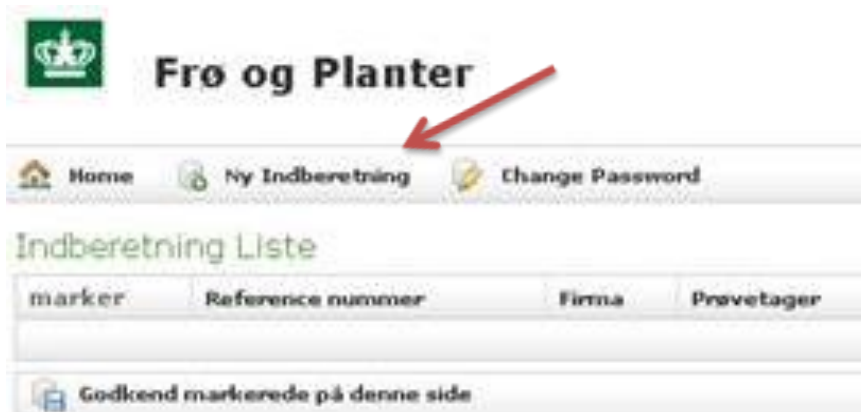 Frø og Planter
Home Ny Indberetning Change Password
Indberetning Liste
marker Reference nummer Firma Prøvetager
Godkend markerede på denne side